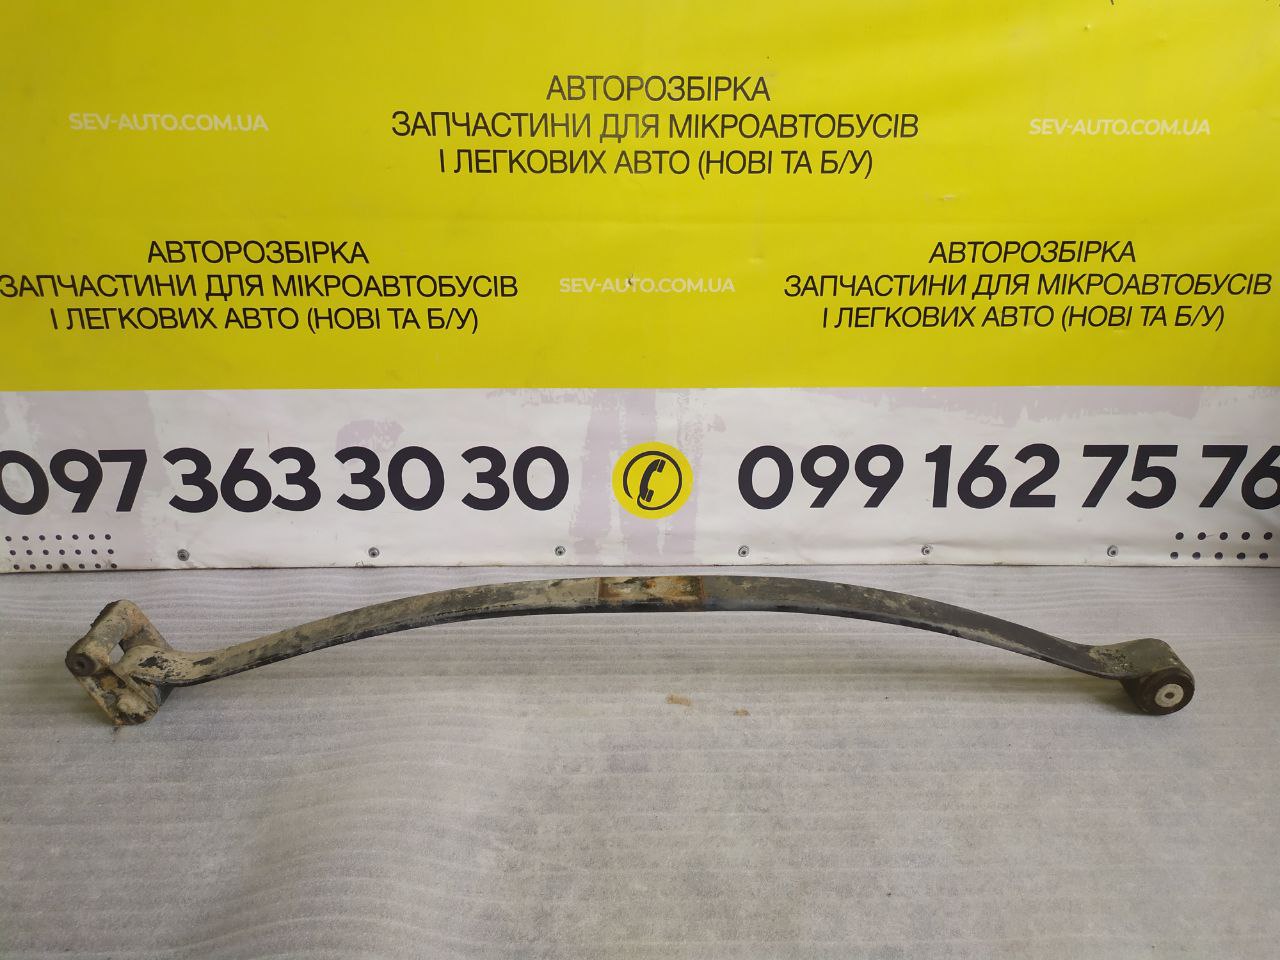 АВТОРОЗБІРКА
ЗАПЧАСТИНИ ДЛЯ МІКРОАВТОБУСІВ
І ЛЕГКОВИХ АВТО (НОВІ ТА Б/У)
SEV-AUTO.COM.UA
SEV-AUTO.COM.UA
АВТОРОЗБІРКА
ЗАПЧАСТИНИ ДЛЯ МІКРОАВТОБУСІВ
І ЛЕГКОВИХ АВТО (НОВІ ТА Б/У)
SEV-AUTO.COM.UA
АВТОРОЗБІРКА
ЗАПЧАСТИНИ ДЛЯ МІКРОАВТОБУСІВ
І ЛЕГКОВИХ АВТО (НОВІ ТА Б/У)
097 363 30 30
099 162 75 76